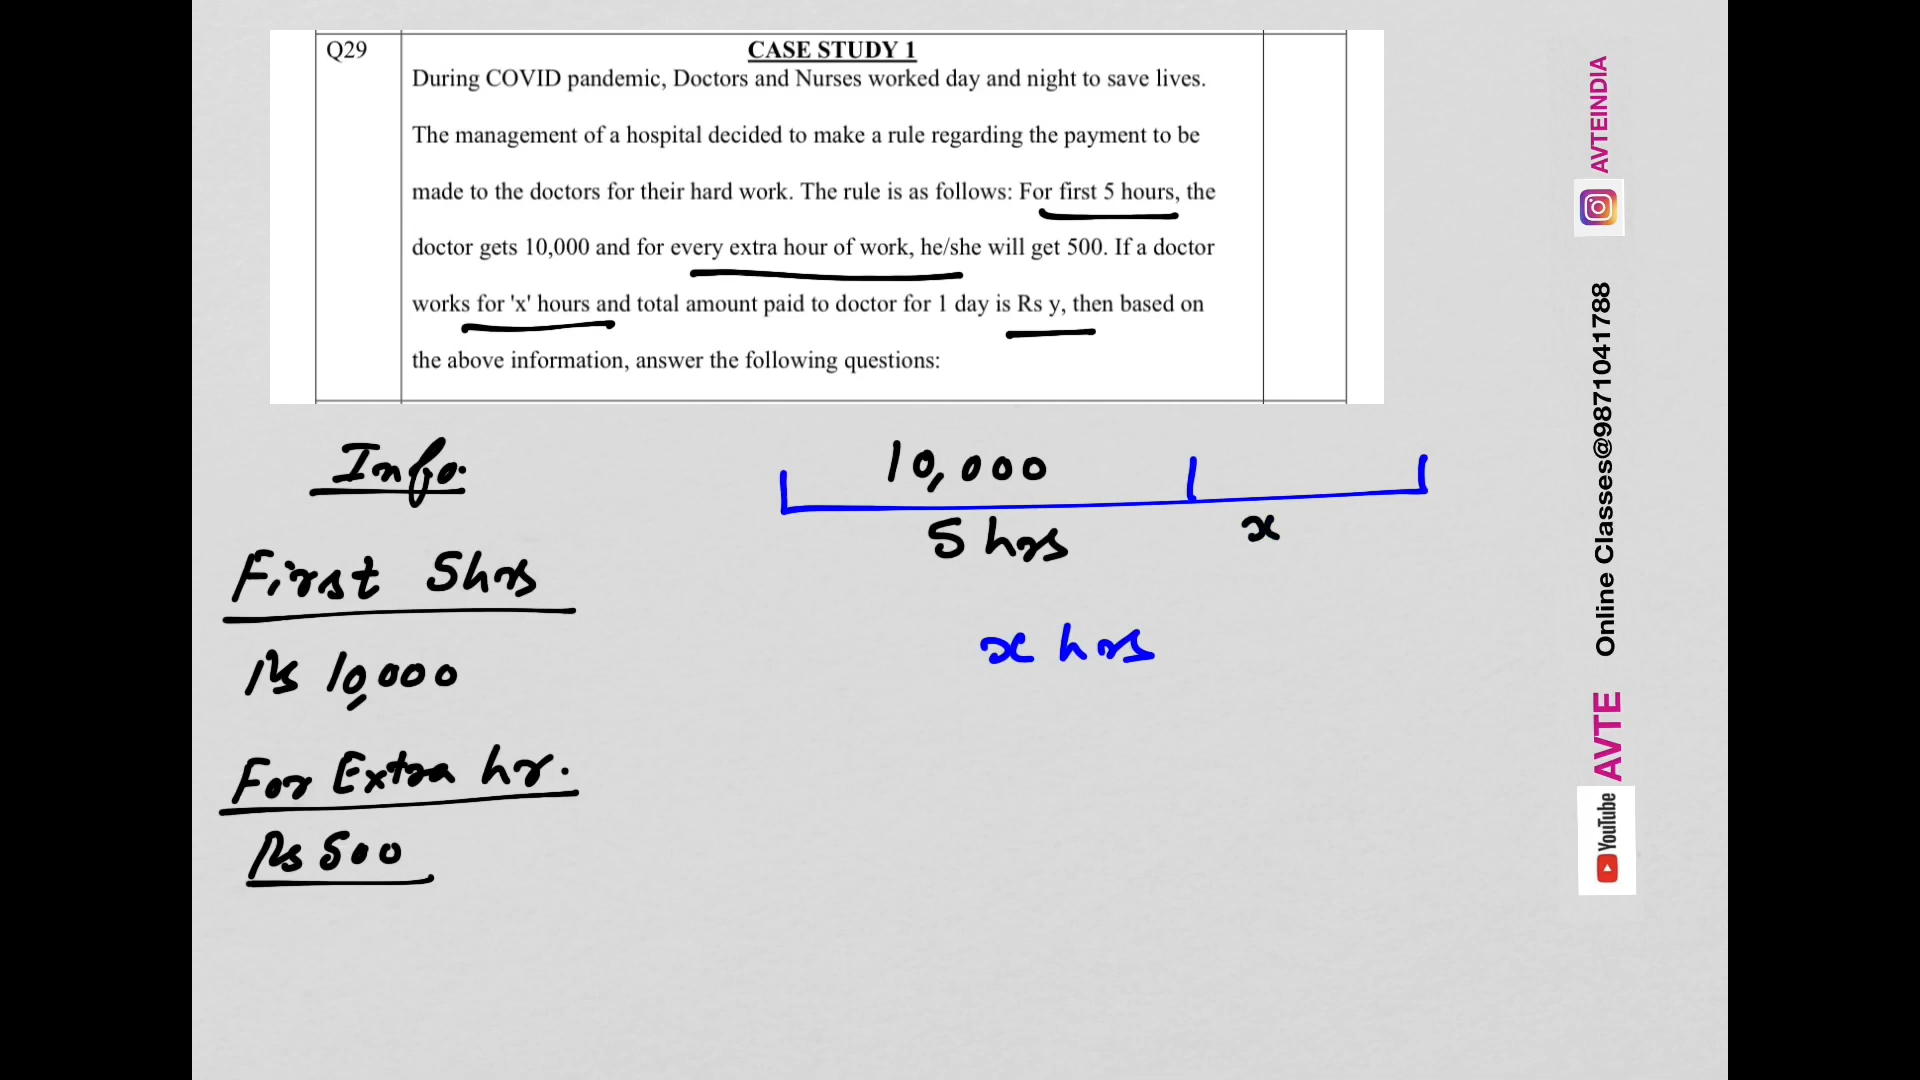 Q29
CASE STUDY 1
During COVID pandemic, Doctors and Nurses worked day and night to save lives.
The management of a hospital decided to make a rule regarding the payment to be
made to the doctors for their hard work. The rule is as follows: For first 5 hours, the
doctor gets 10,000 and for every extra hour of work, he/she will get 500. If a doctor
works for 'x' hours and total amount paid to doctor for 1 day is Rs y, then based on
the above information, answer the following questions:
Info.
First 5hrs
Rs 10,000
For Extra hr.
Rs 500
10,000
5 hrs
x
x hrs
AVTEINDIA
Online Classes@9871041788
AVTE
YouTube